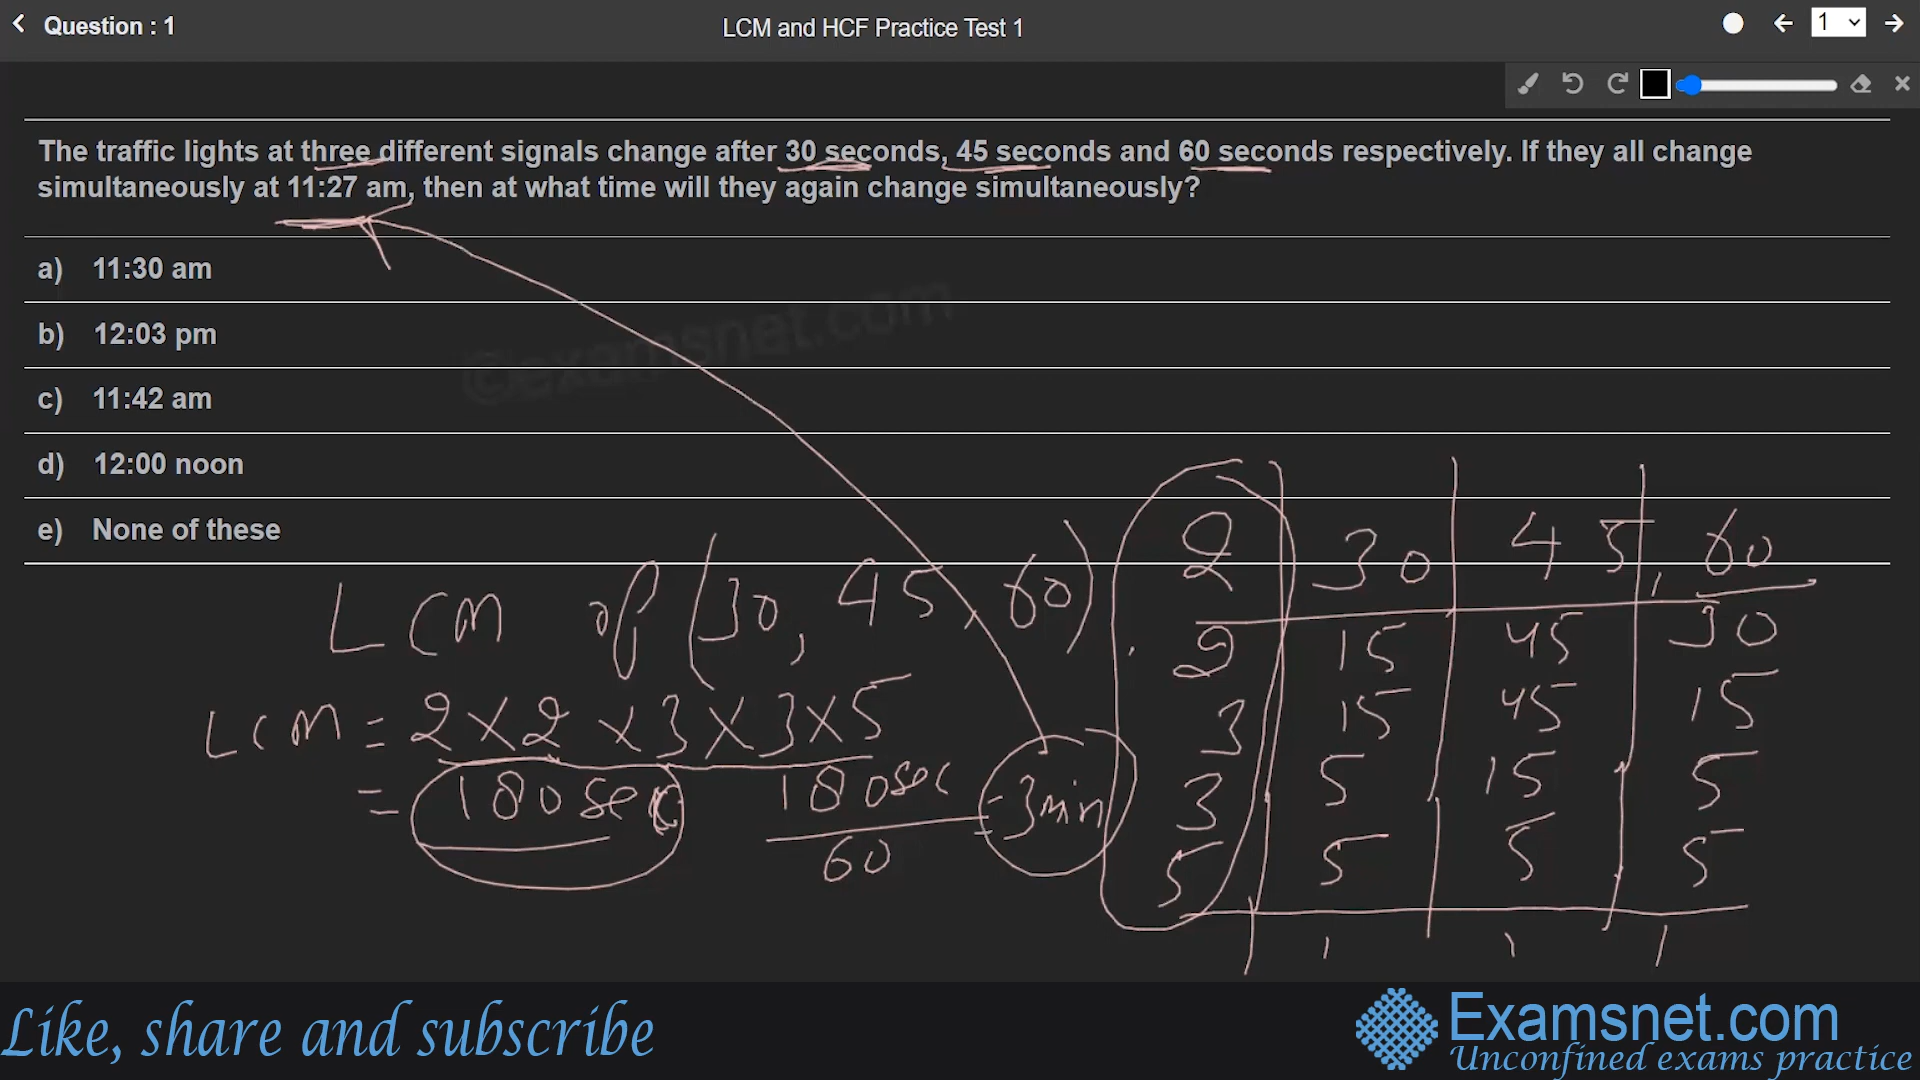 Question : 1
LCM and HCF Practice Test 1
1
The traffic lights at three different signals change after 30 seconds, 45 seconds and 60 seconds respectively. If they all change
simultaneously at 11:27 am, then at what time will they again change simultaneously?
a) 11:30 am
b) 12:03 pm
c) 11:42 am
d) 12:00 noon
e) None of these
©examsnet.com
LCM of (30, 45, 60)
LCM = 2 X 2 X 3 X 3 X 5
= 180 sec
180 sec
60
= 3 min
2 30 45, 60
2 15 45 30
3 15 45 15
3 5 15 5
5 5 5 5
1 1 1
Like, share and subscribe
Examsnet.com
Unconfined exams practice